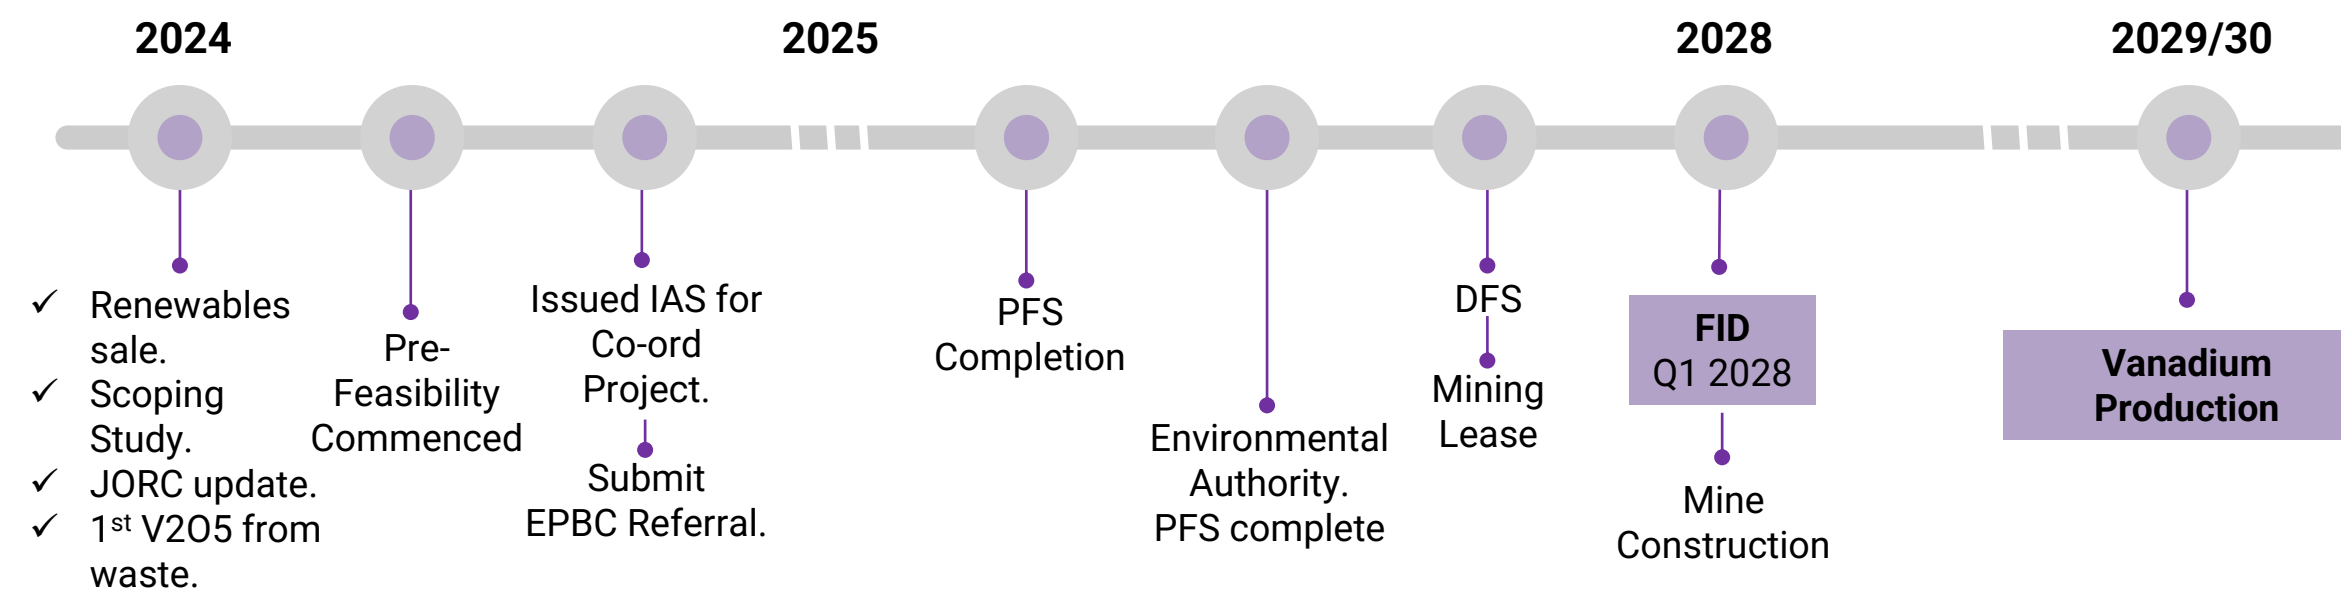 2024
2025
2028
2029/30
✓ Renewables
sale.
✓ Scoping
Study.
✓ JORC update.
✓ 1st V2O5 from
waste.
Pre-
Feasibility
Commenced
Issued IAS for
Co-ord
Project.
Submit
EPBC Referral.
PFS
Completion
Environmental
Authority.
PFS complete
DFS
Mining
Lease
FID
Q1 2028
Mine
Construction
Vanadium
Production